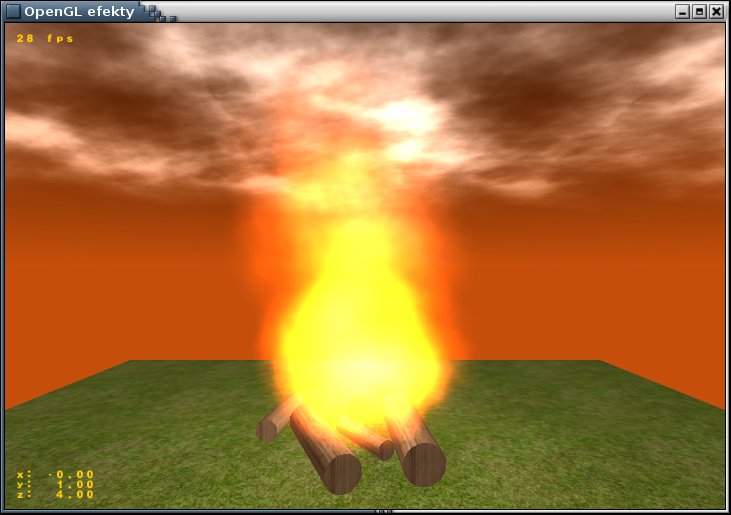 OpenGL efekty
28 fps
x: -0.00
y: 1.00
z: 4.00